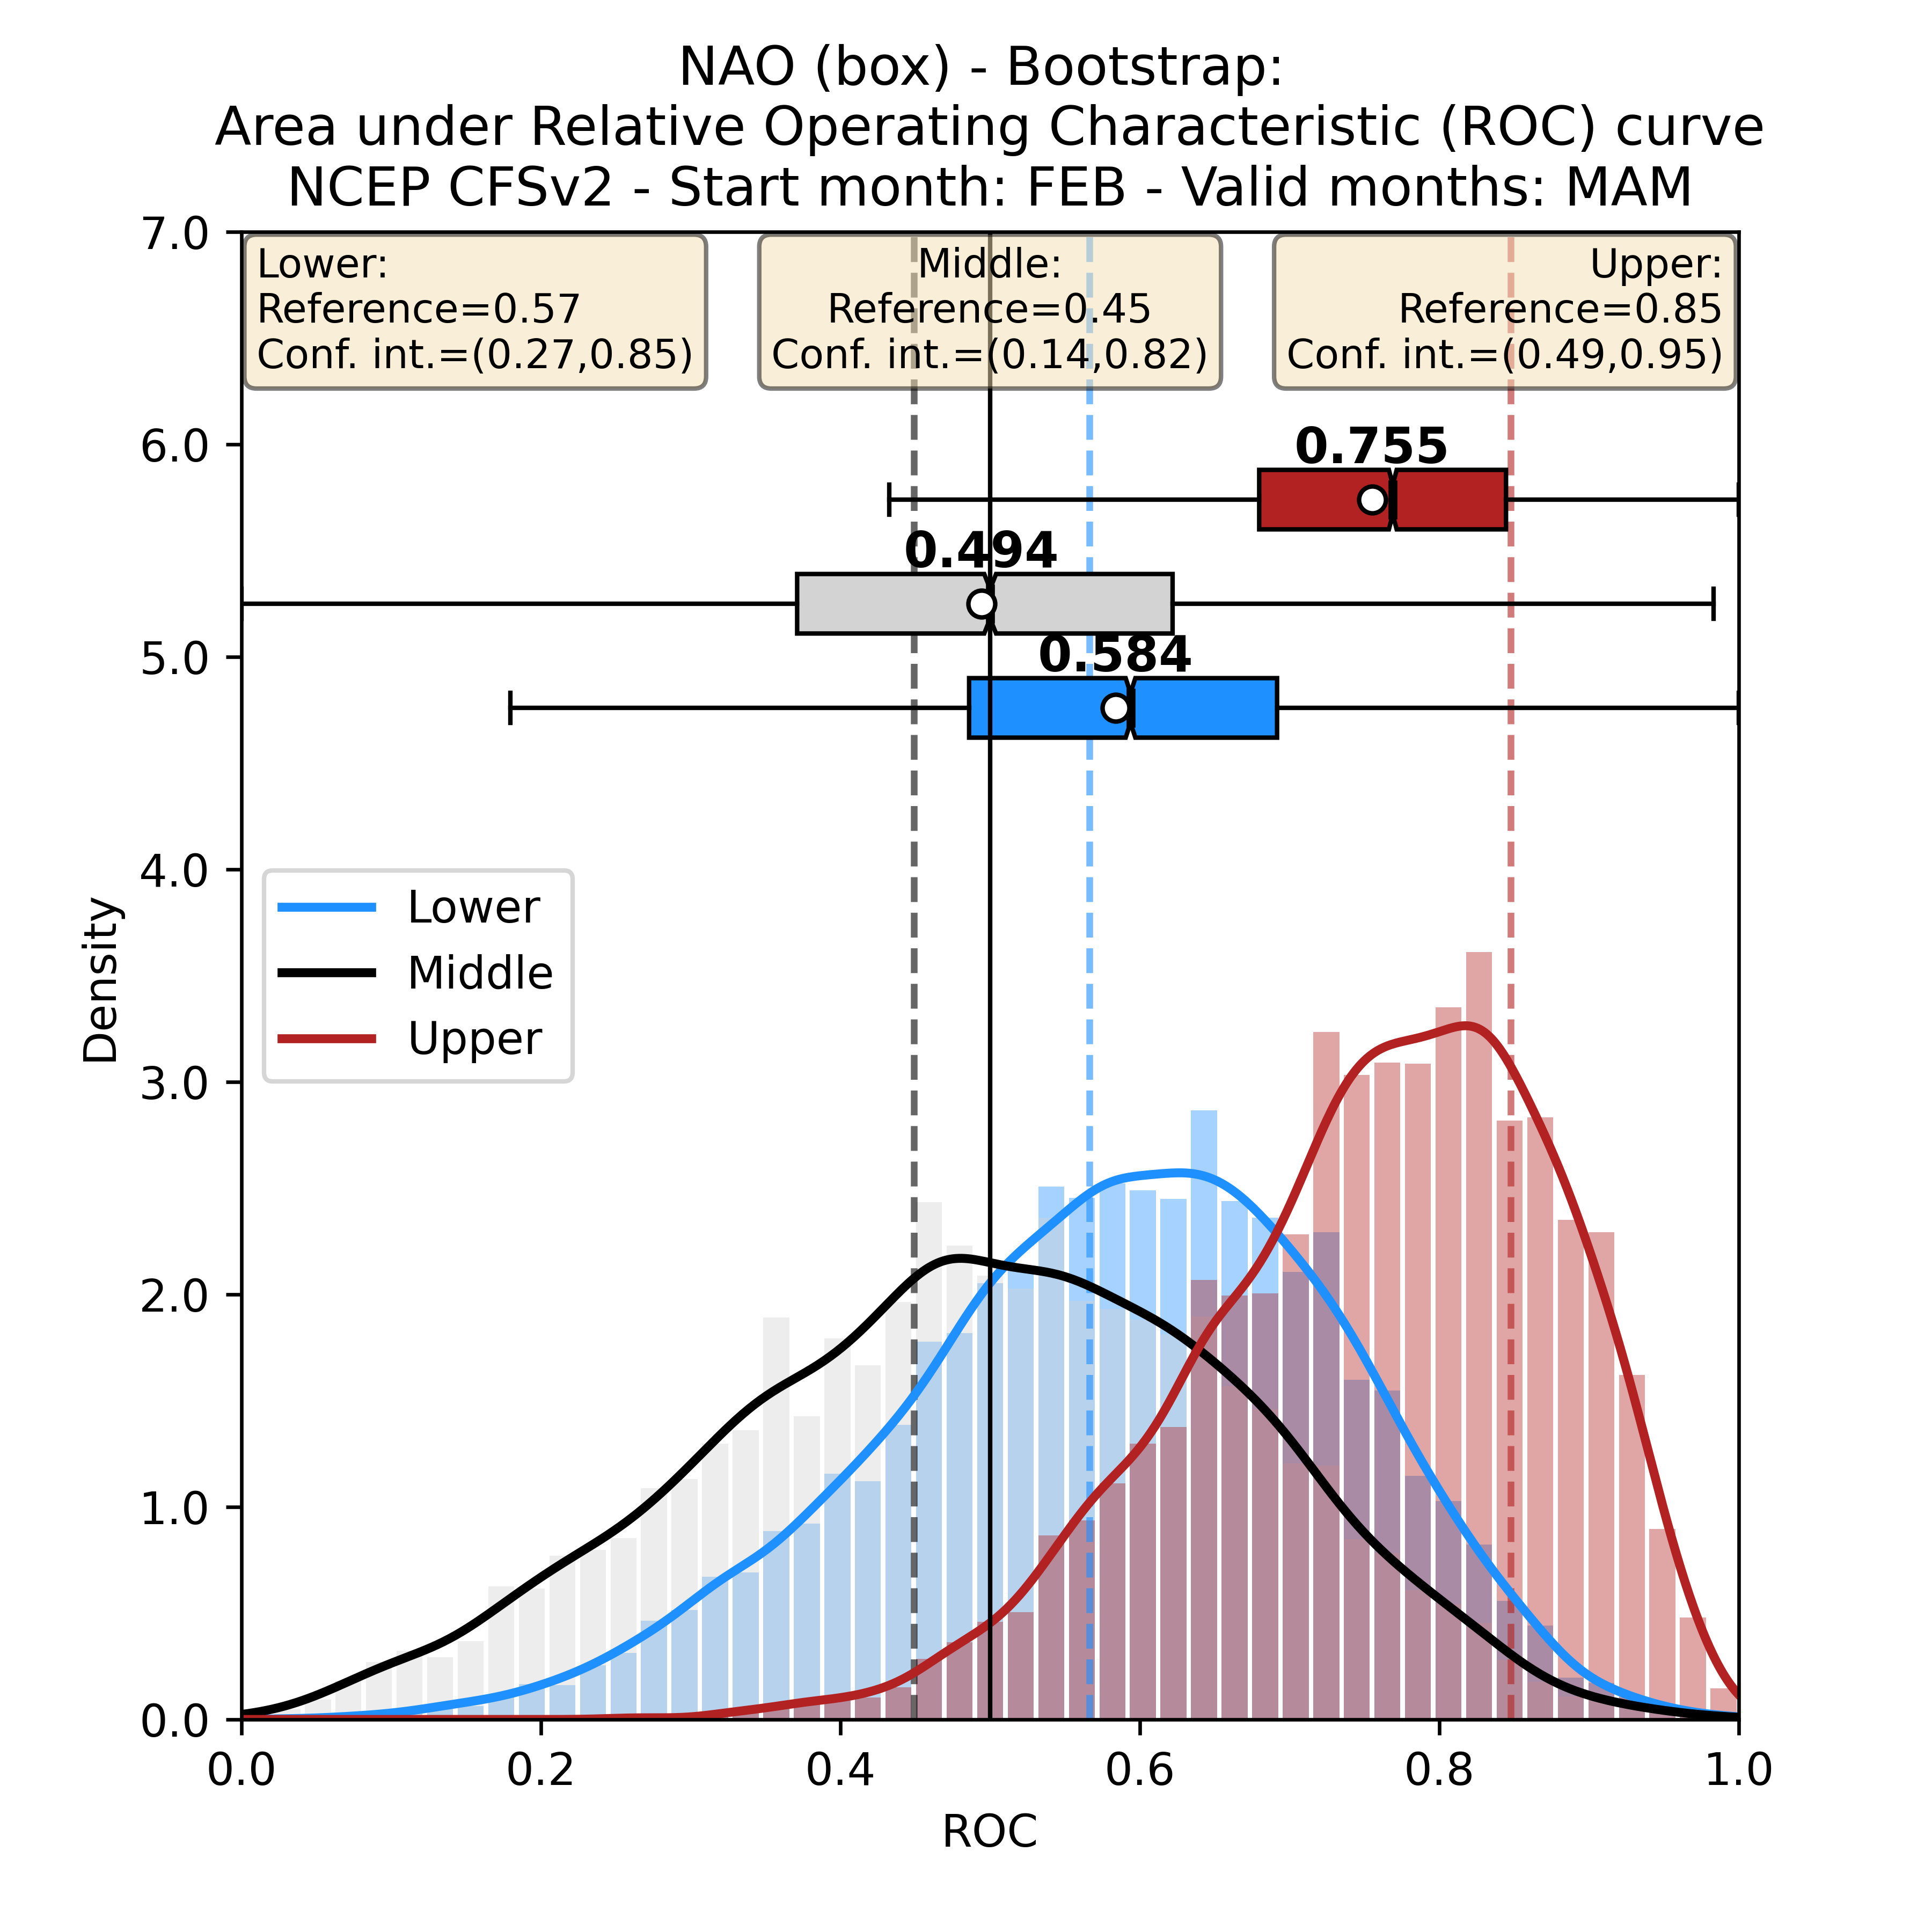 NAO (box) - Bootstrap:
Area under Relative Operating Characteristic (ROC) curve
NCEP CFSv2 - Start month: FEB - Valid months: MAM
Lower:
Reference=0.57
Conf. int.=(0.27,0.85)
Middle:
Reference=0.45
Conf. int.=(0.14,0.82)
Upper:
Reference=0.85
Conf. int.=(0.49,0.95)
0.755
0.494
0.584
Lower
Middle
Upper
Density
7.0
6.0
5.0
4.0
3.0
2.0
1.0
0.0
0.0
0.2
0.4
0.6
0.8
1.0
ROC